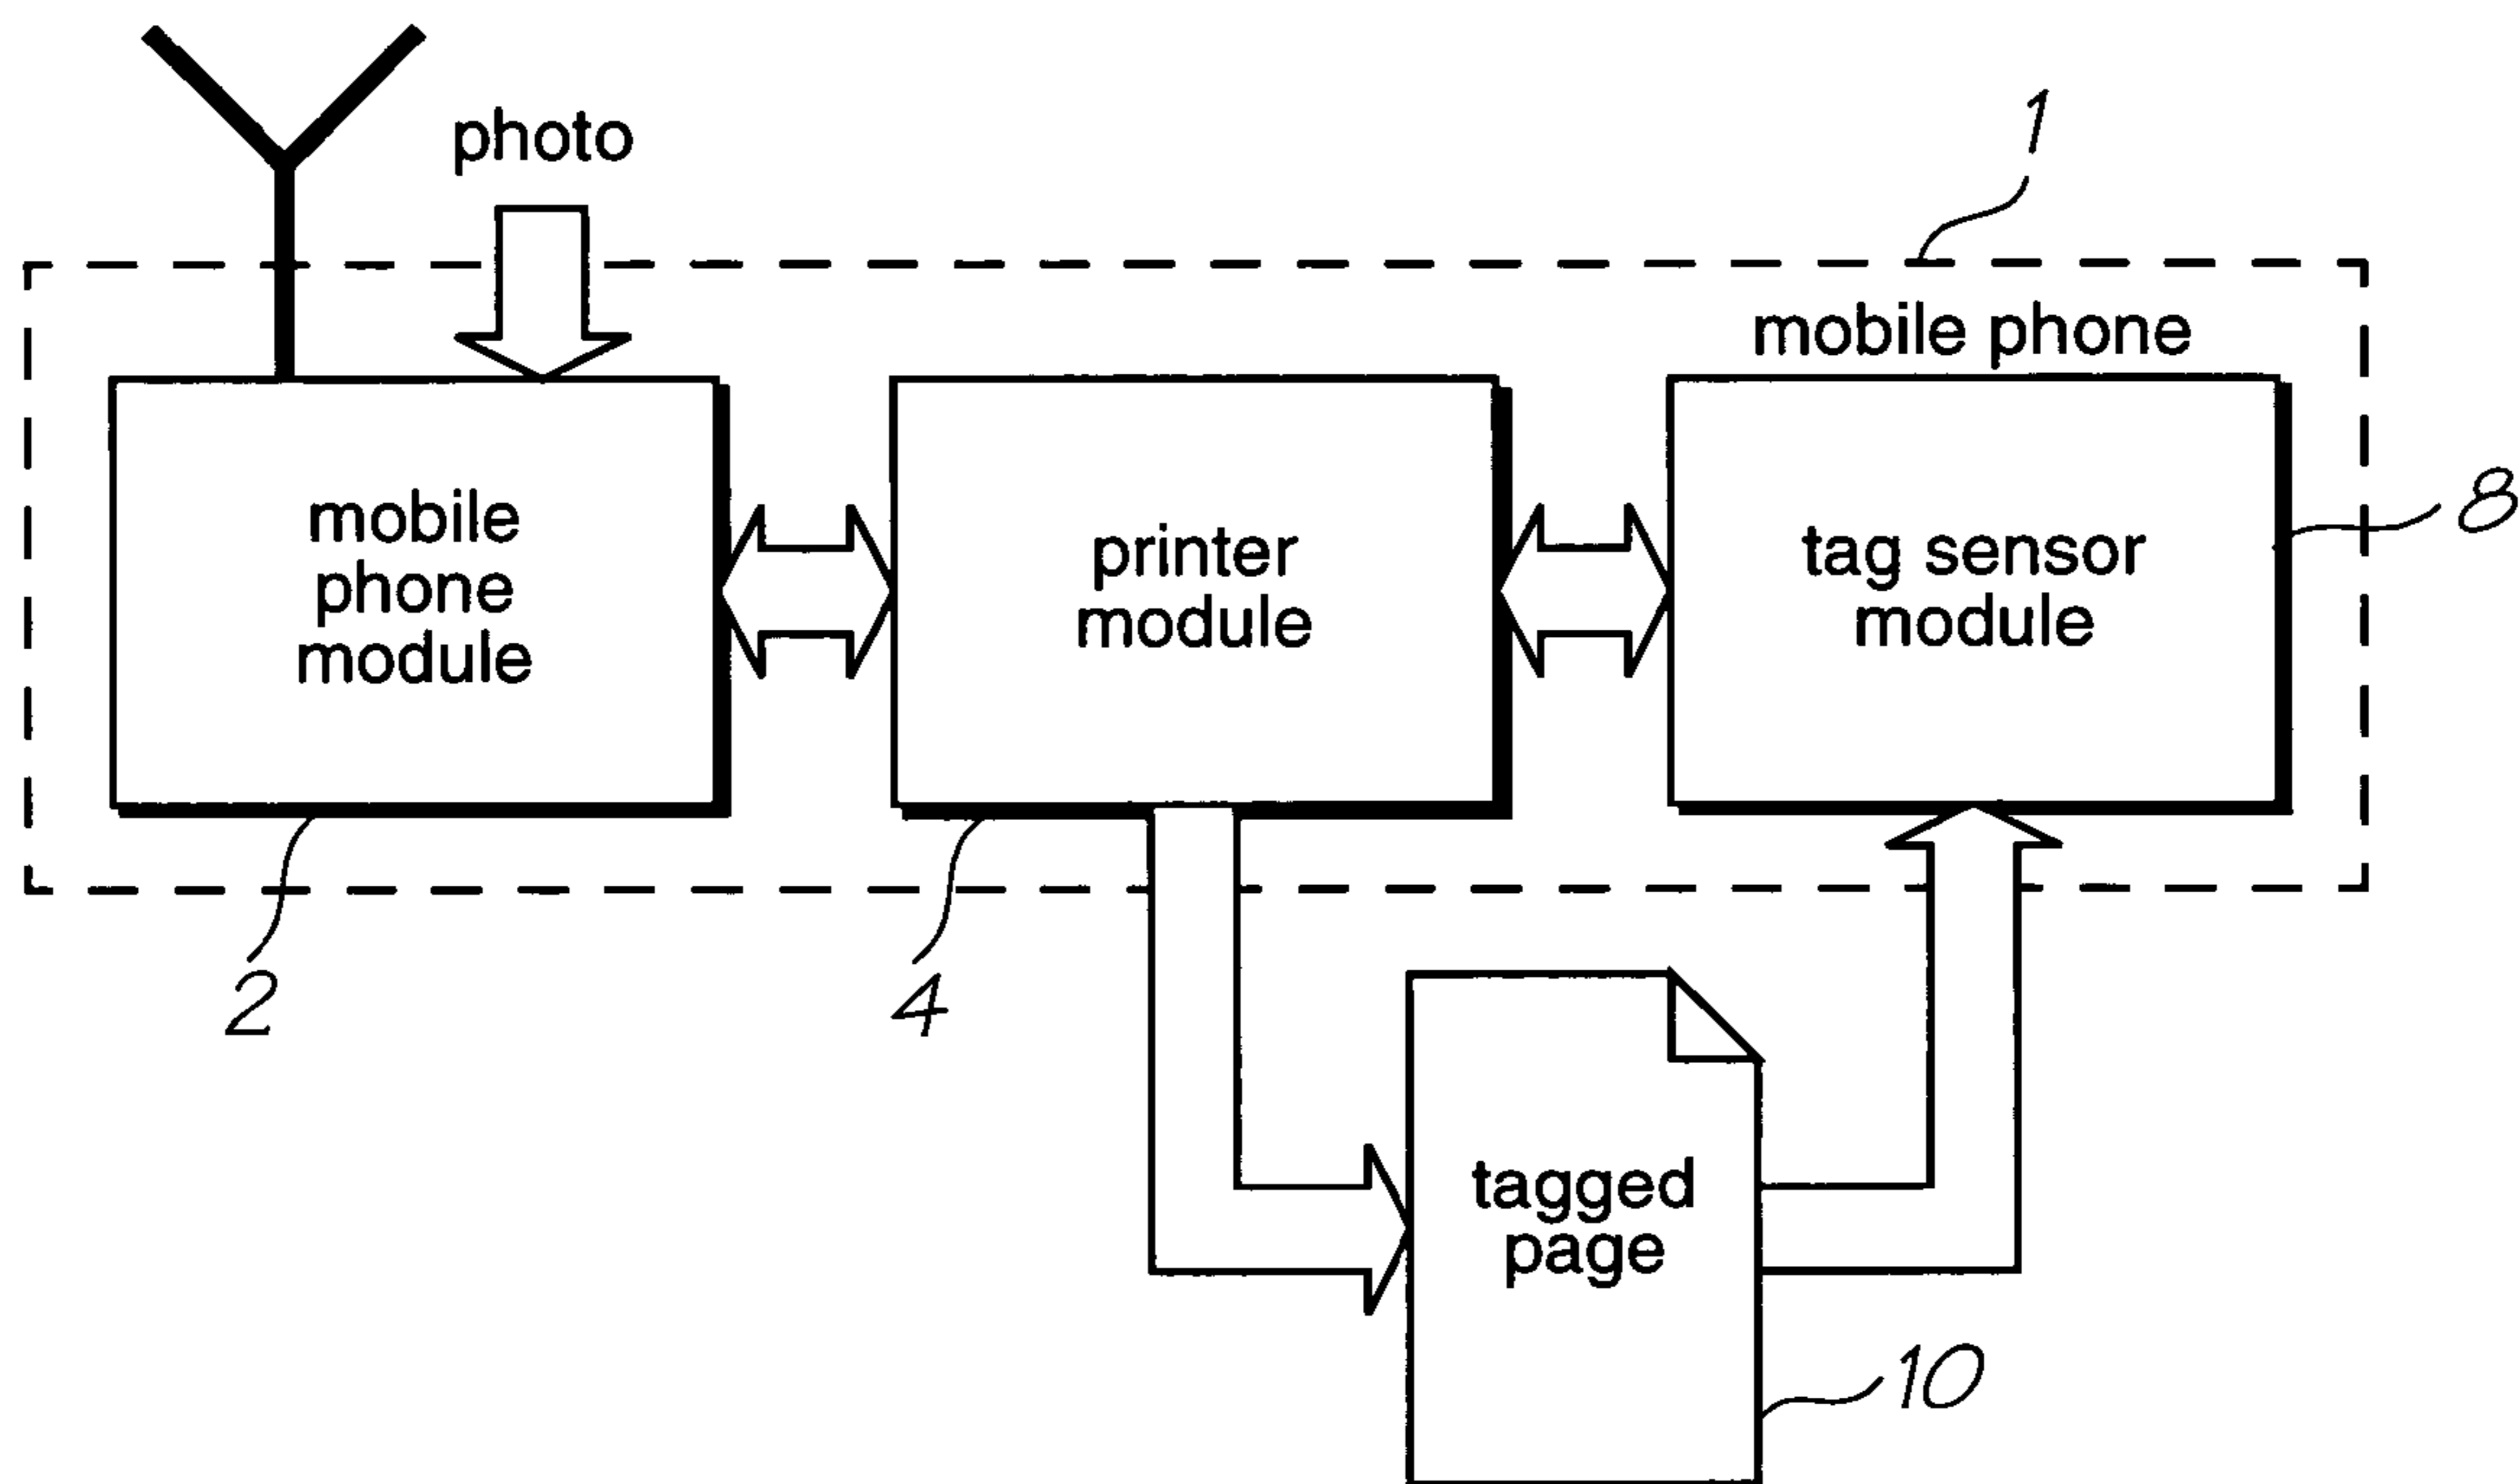 photo
1
mobile phone
mobile
phone
module
printer
module
tag sensor
module
8
2
4
tagged
page
10